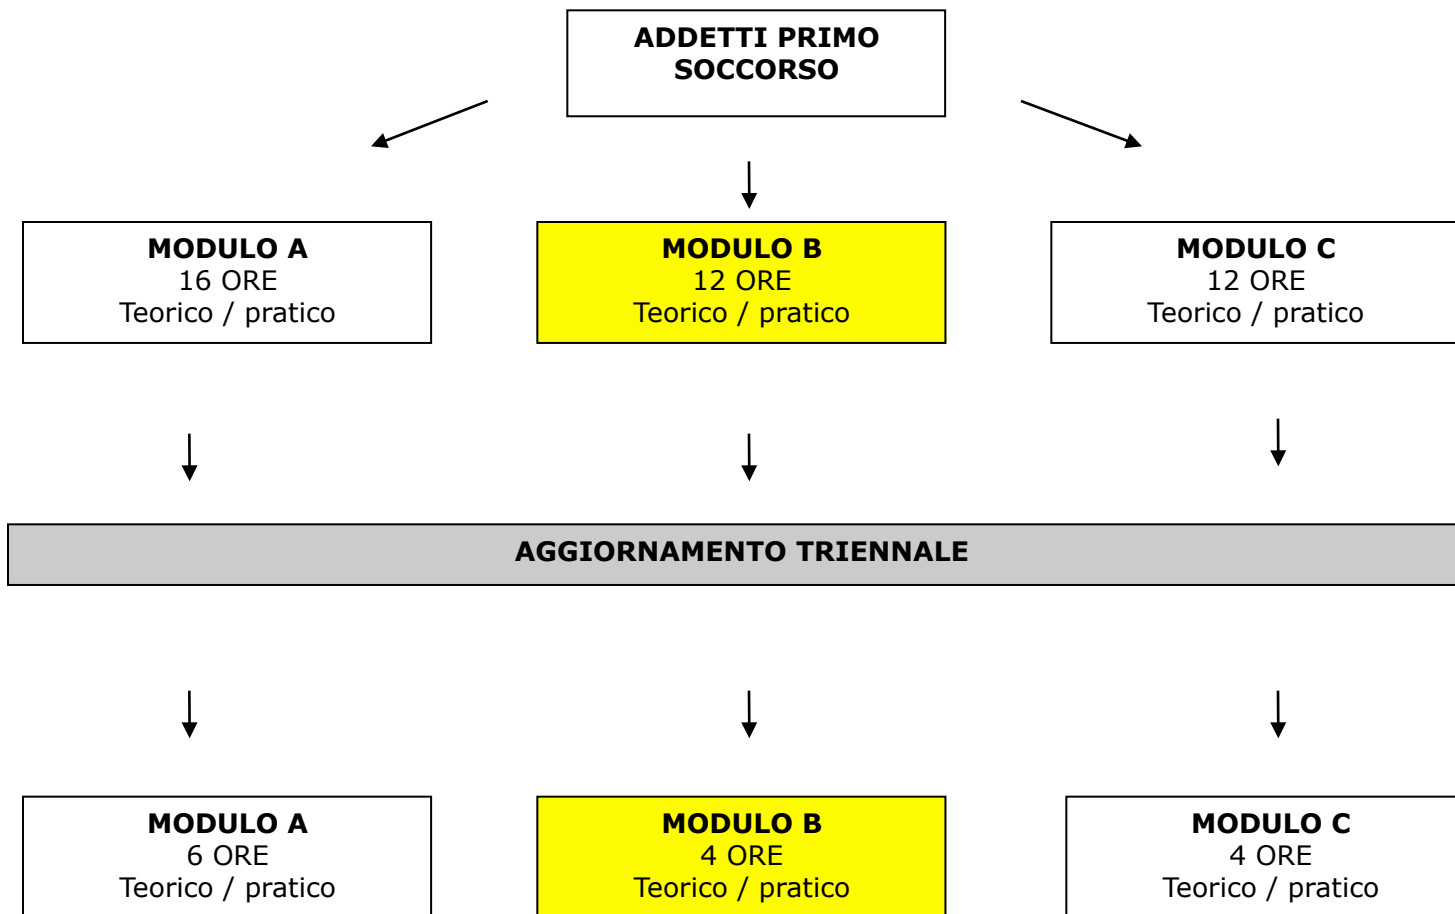 ADDETTI PRIMO
SOCCORSO
MODULO A
16 ORE
Teorico / pratico
MODULO B
12 ORE
Teorico / pratico
MODULO C
12 ORE
Teorico / pratico
AGGIORNAMENTO TRIENNALE
MODULO A
6 ORE
Teorico / pratico
MODULO B
4 ORE
Teorico / pratico
MODULO C
4 ORE
Teorico / pratico